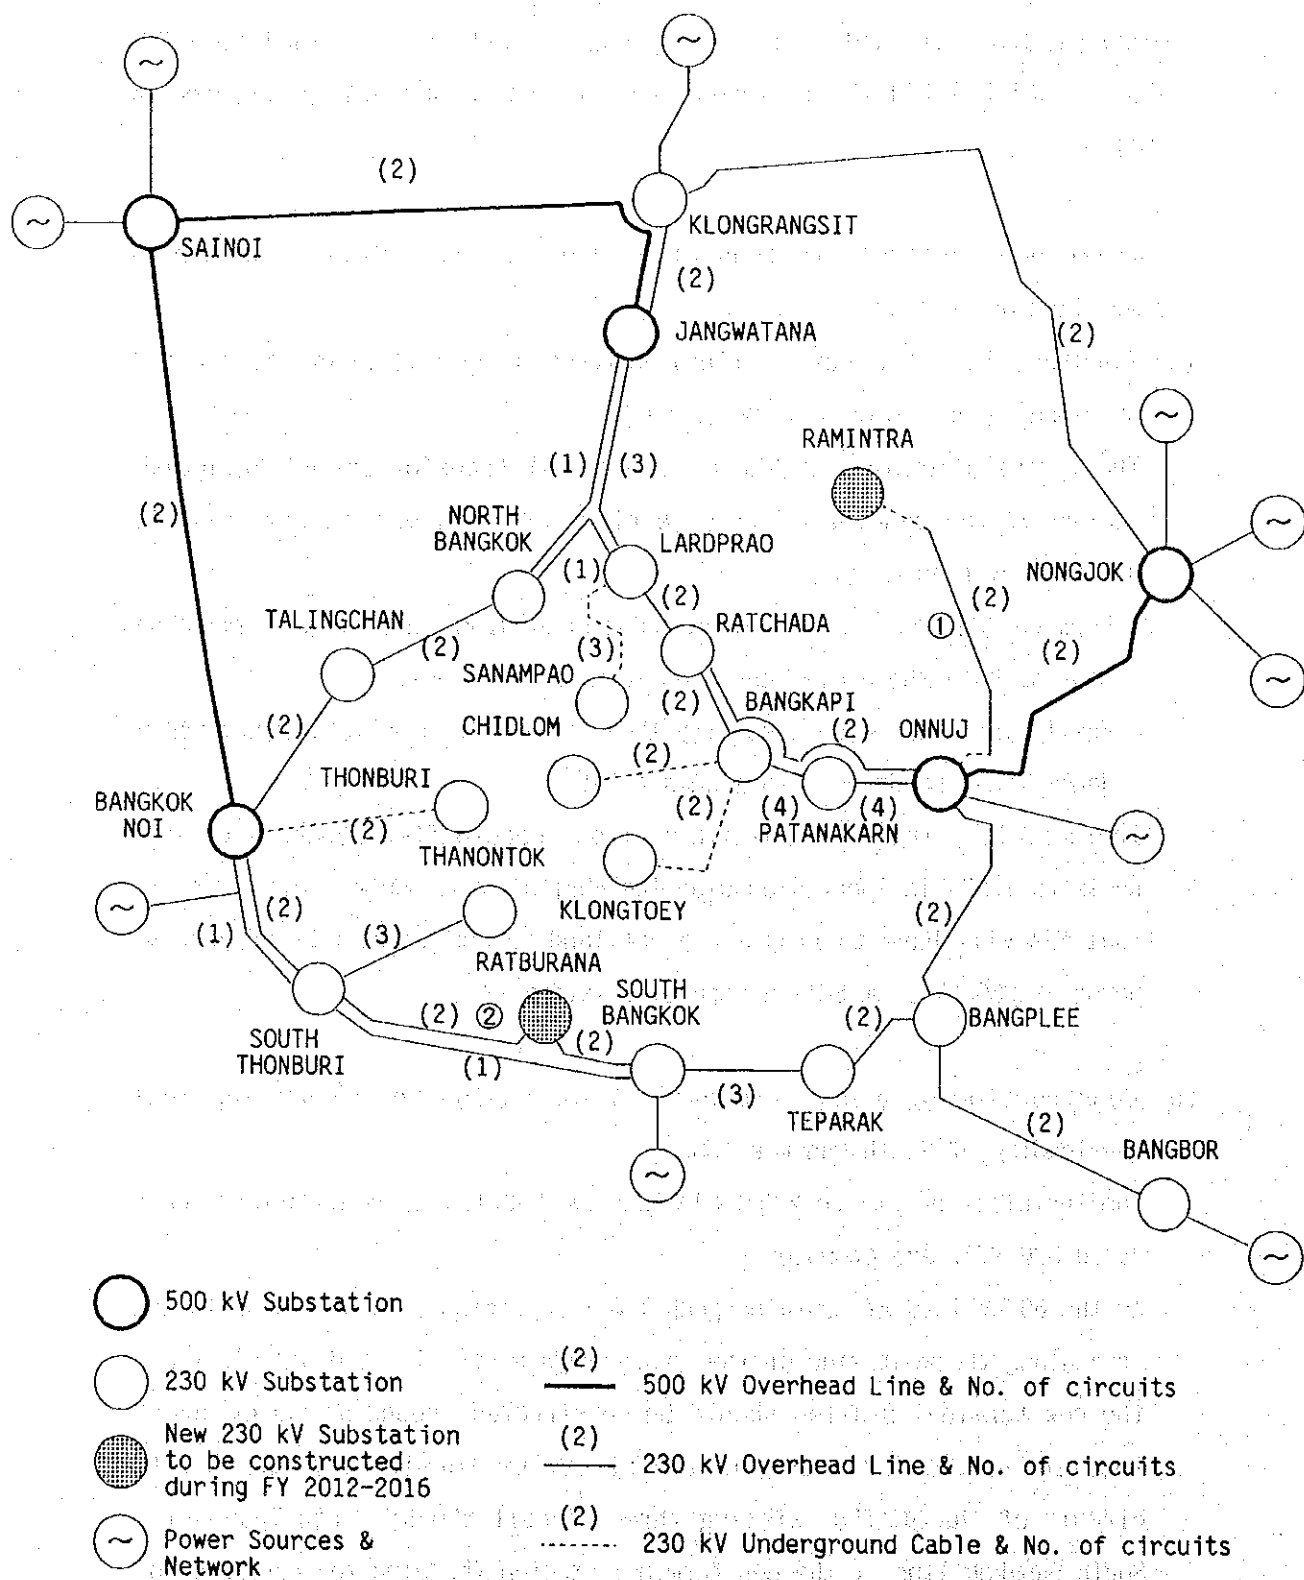 (2)
KLONGRANGSIT
SAINOI
(2)
JANGWATANA
(2)
RAMINTRA
(1)
(3)
(2)
NORTH
BANGKOK
LARDPRAO
NONGJOK
(1)
(2)
(2)
TALINGCHAN
RATCHADA
①
(2)
(3)
(2)
SANAMPAO
(2)
BANGKAPI
CHIDLOM
(2)
(2)
(2)
ONNUJ
THONBURI
BANGKOK
NOI
(2)
(2)
(4)
(4)
PATANAKARN
THANONTOK
KLONGTOEY
(2)
(2)
(1)
(3)
RATBURANA
SOUTH
BANGKOK
(2)
②
(2)
(2)
BANGPLEE
SOUTH
THONBURI
(1)
(3)
TEPARAK
(2)
BANGBOR
500 kV Substation
230 kV Substation
New 230 kV Substation
to be constructed
during FY 2012-2016
Power Sources &
Network
(2)
500 kV Overhead Line & No. of circuits
(2)
230 kV Overhead Line & No. of circuits
(2)
230 kV Underground Cable & No. of circuits